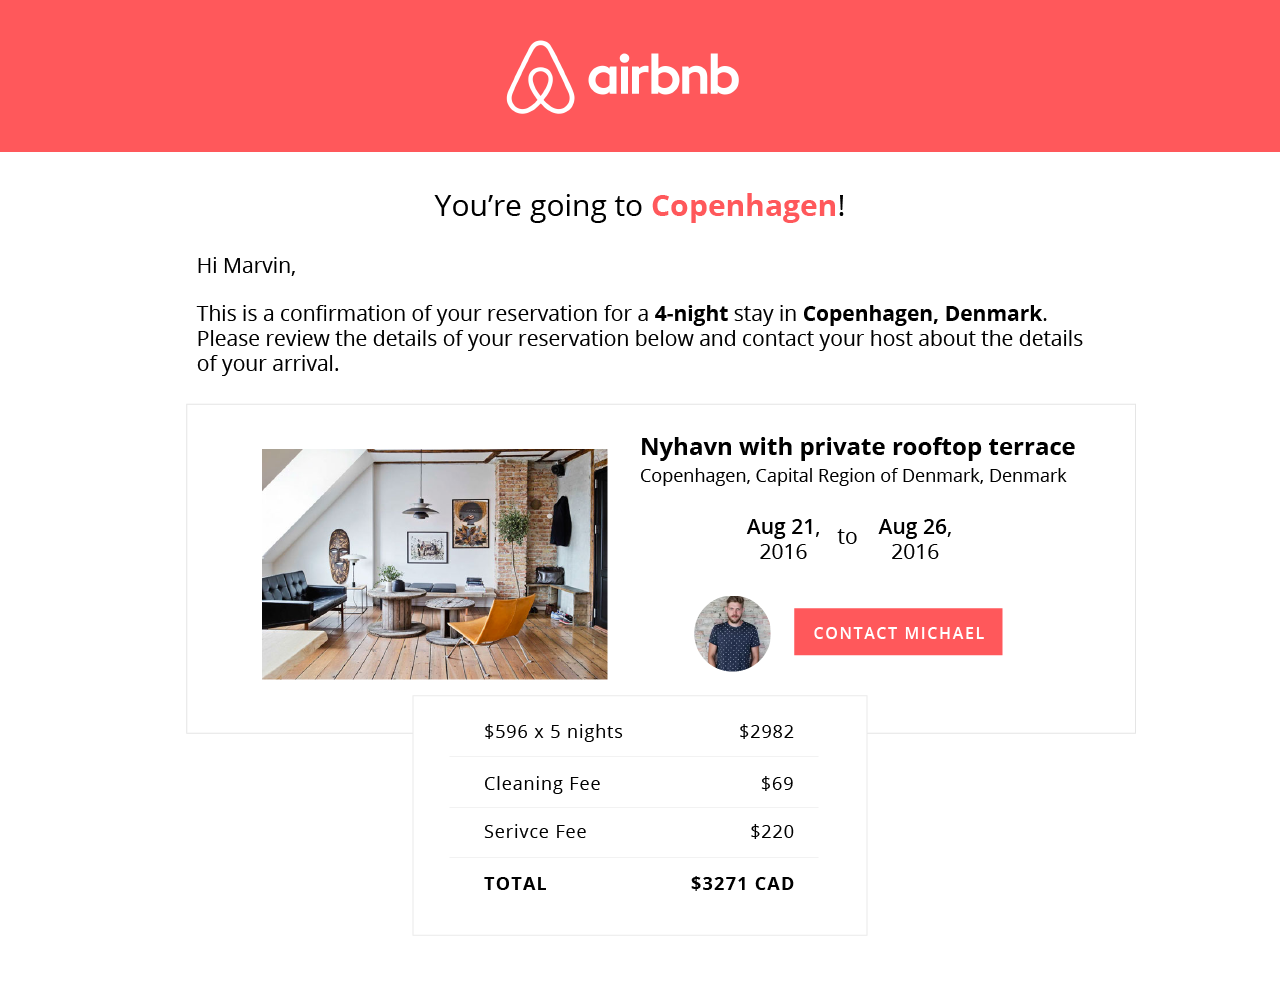 airbnb
You’re going to Copenhagen!
Hi Marvin,
This is a confirmation of your reservation for a 4-night stay in Copenhagen, Denmark.
Please review the details of your reservation below and contact your host about the details
of your arrival.
Nyhavn with private rooftop terrace
Copenhagen, Capital Region of Denmark, Denmark
Aug 21, to Aug 26,
2016 2016
CONTACT MICHAEL
$596 x 5 nights $2982
Cleaning Fee $69
Serivce Fee $220
TOTAL $3271 CAD